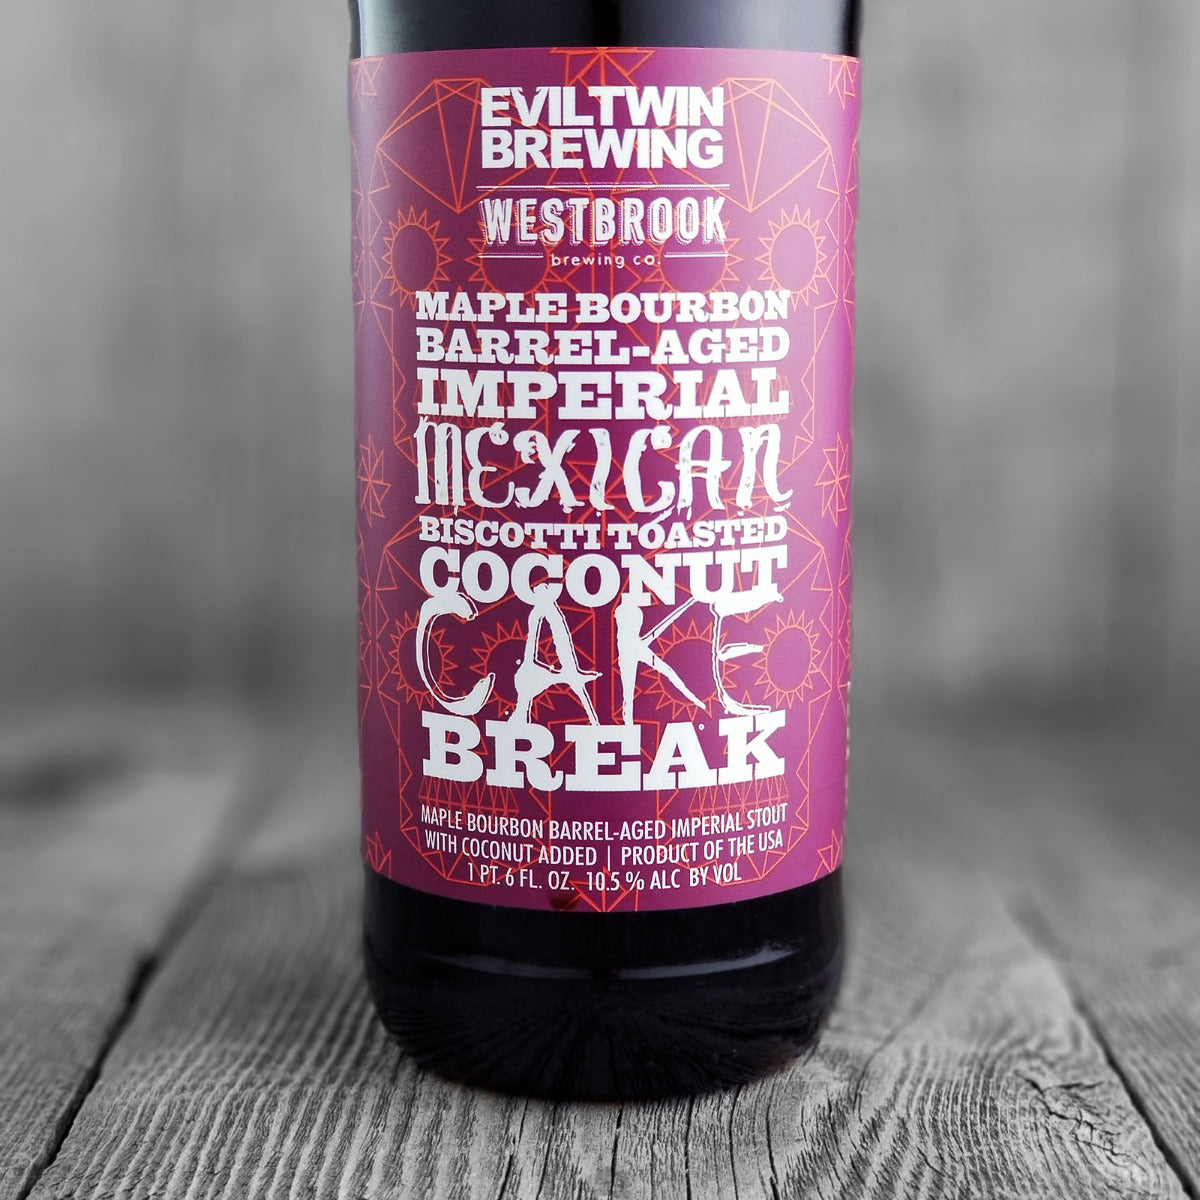 EVILTWIN
BREWING
WESTBROOK
brewing co.
MAPLE BOURBON
BARREL-AGED
IMPERIAL
MEXICAN
BISCOTTI TOASTED
COCONUT
CAKE
BREAK
MAPLE BOURBON BARREL-AGED IMPERIAL STOUT
WITH COCONUT ADDED | PRODUCT OF THE USA
1 PT. 6 FL. OZ. 10.5 % ALC BY VOL